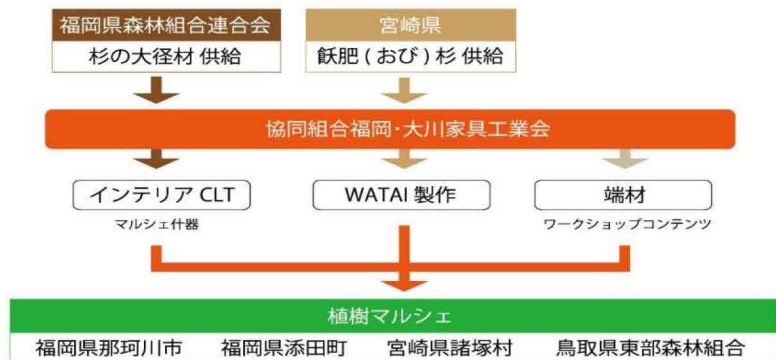 福岡県森林組合連合会
杉の大径材 供給
宮崎県
飫肥 ( おび ) 杉 供給
協同組合福岡・大川家具工業会
インテリア CLT
マルシェ什器
WATAI 製作
端材
ワークショップコンテンツ
植樹マルシェ
福岡県那珂川市 福岡県添田町 宮崎県諸塚村 鳥取県東部森林組合